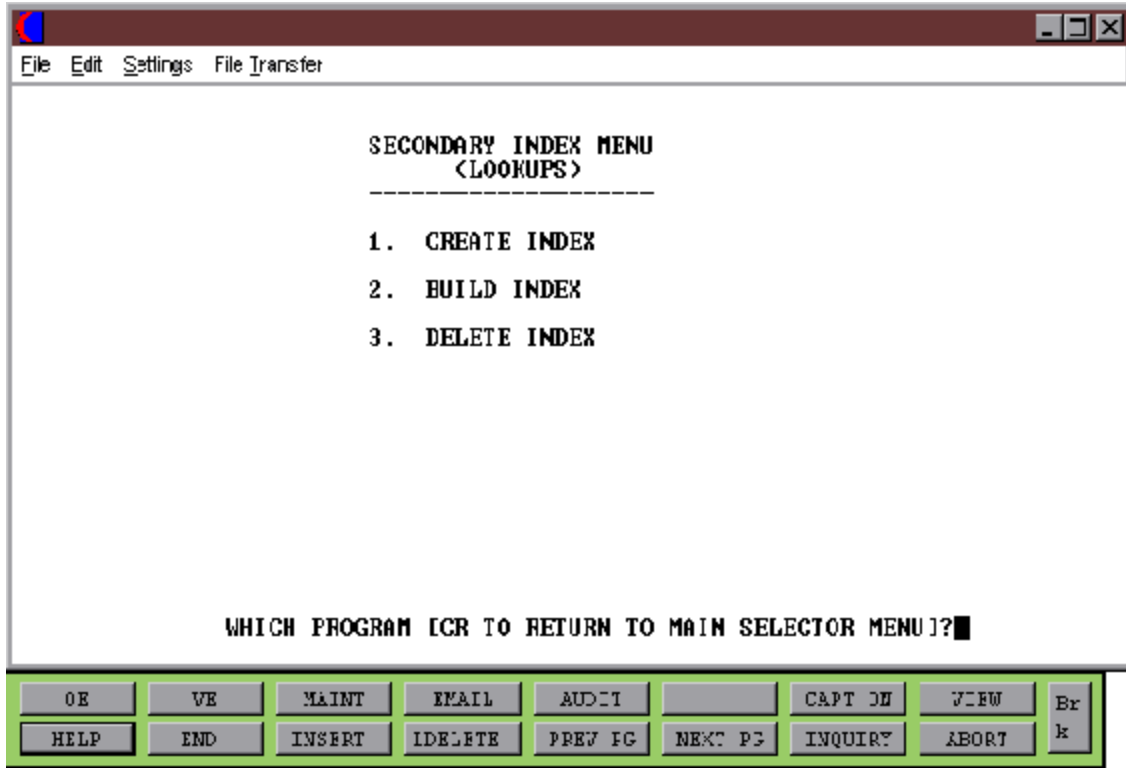 File Edit Settings File Transfer
SECONDARY INDEX MENU
<LOOKUPS>
--------------------
1. CREATE INDEX
2. BUILD INDEX
3. DELETE INDEX
WHICH PROGRAM [CR TO RETURN TO MAIN SELECTOR MENU]?
OE VE MAINT EMAIL AUDIT CAPT ON VIEW Brk
HELP END INSERT IDELETE PREV PG NEXT PG INQUIRY ABORT